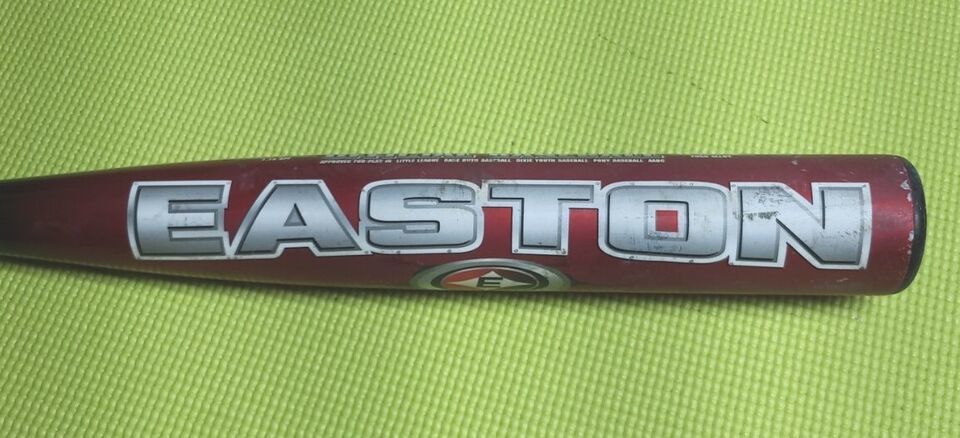 APPROVED FOR PLAY IN LITTLE LEAGUE BABE RUTH BASEBALL DIXIE YOUTH BASEBALL PONY BASEBALL AABC
EASTON
E